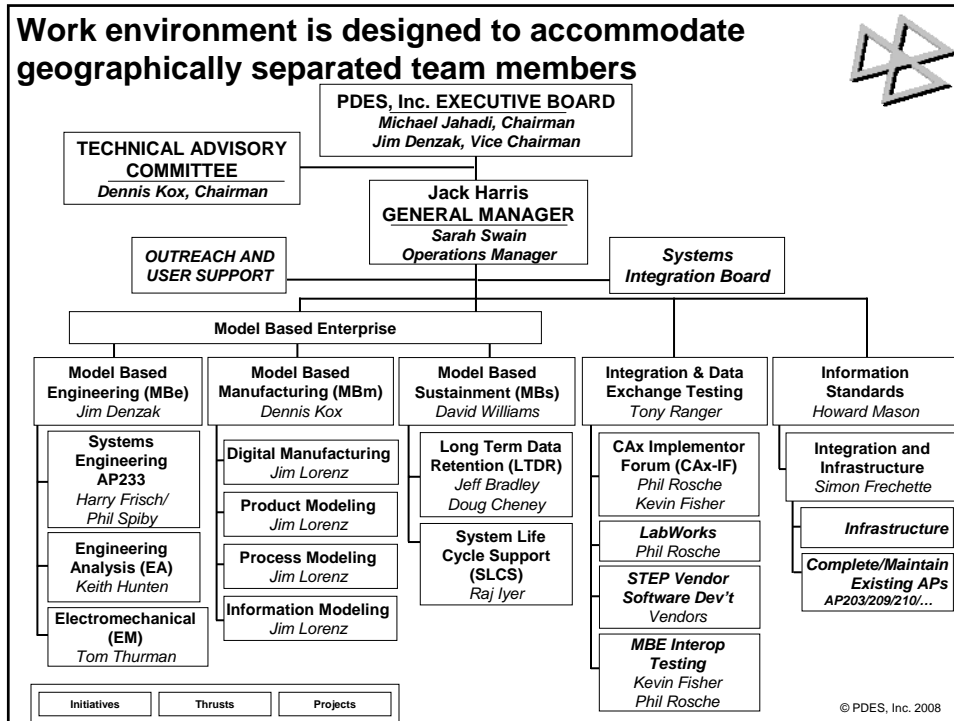 Work environment is designed to accommodate
geographically separated team members
PDES, Inc. EXECUTIVE BOARD
Michael Jahadi, Chairman
Jim Denzak, Vice Chairman
TECHNICAL ADVISORY
COMMITTEE
Dennis Kox, Chairman
Jack Harris
GENERAL MANAGER
Sarah Swain
Operations Manager
OUTREACH AND
USER SUPPORT
Systems
Integration Board
Model Based Enterprise
Model Based
Engineering (MBe)
Jim Denzak
Systems
Engineering
AP233
Harry Frisch/
Phil Spiby
Engineering
Analysis (EA)
Keith Hunten
Electromechanical
(EM)
Tom Thurman
Model Based
Manufacturing (MBm)
Dennis Kox
Digital Manufacturing
Jim Lorenz
Product Modeling
Jim Lorenz
Process Modeling
Jim Lorenz
Information Modeling
Jim Lorenz
Model Based
Sustainment (MBs)
David Williams
Long Term Data
Retention (LTDR)
Jeff Bradley
Doug Cheney
System Life
Cycle Support
(SLCS)
Raj Iyer
Integration & Data
Exchange Testing
Tony Ranger
CAx Implementor
Forum (CAx-IF)
Phil Rosche
Kevin Fisher
LabWorks
Phil Rosche
STEP Vendor
Software Dev't
Vendors
MBE Interop
Testing
Kevin Fisher
Phil Rosche
Information
Standards
Howard Mason
Integration and
Infrastructure
Simon Frechette
Infrastructure
Complete/Maintain
Existing APs
AP203/209/210/…
Initiatives
Thrusts
Projects
© PDES, Inc. 2008